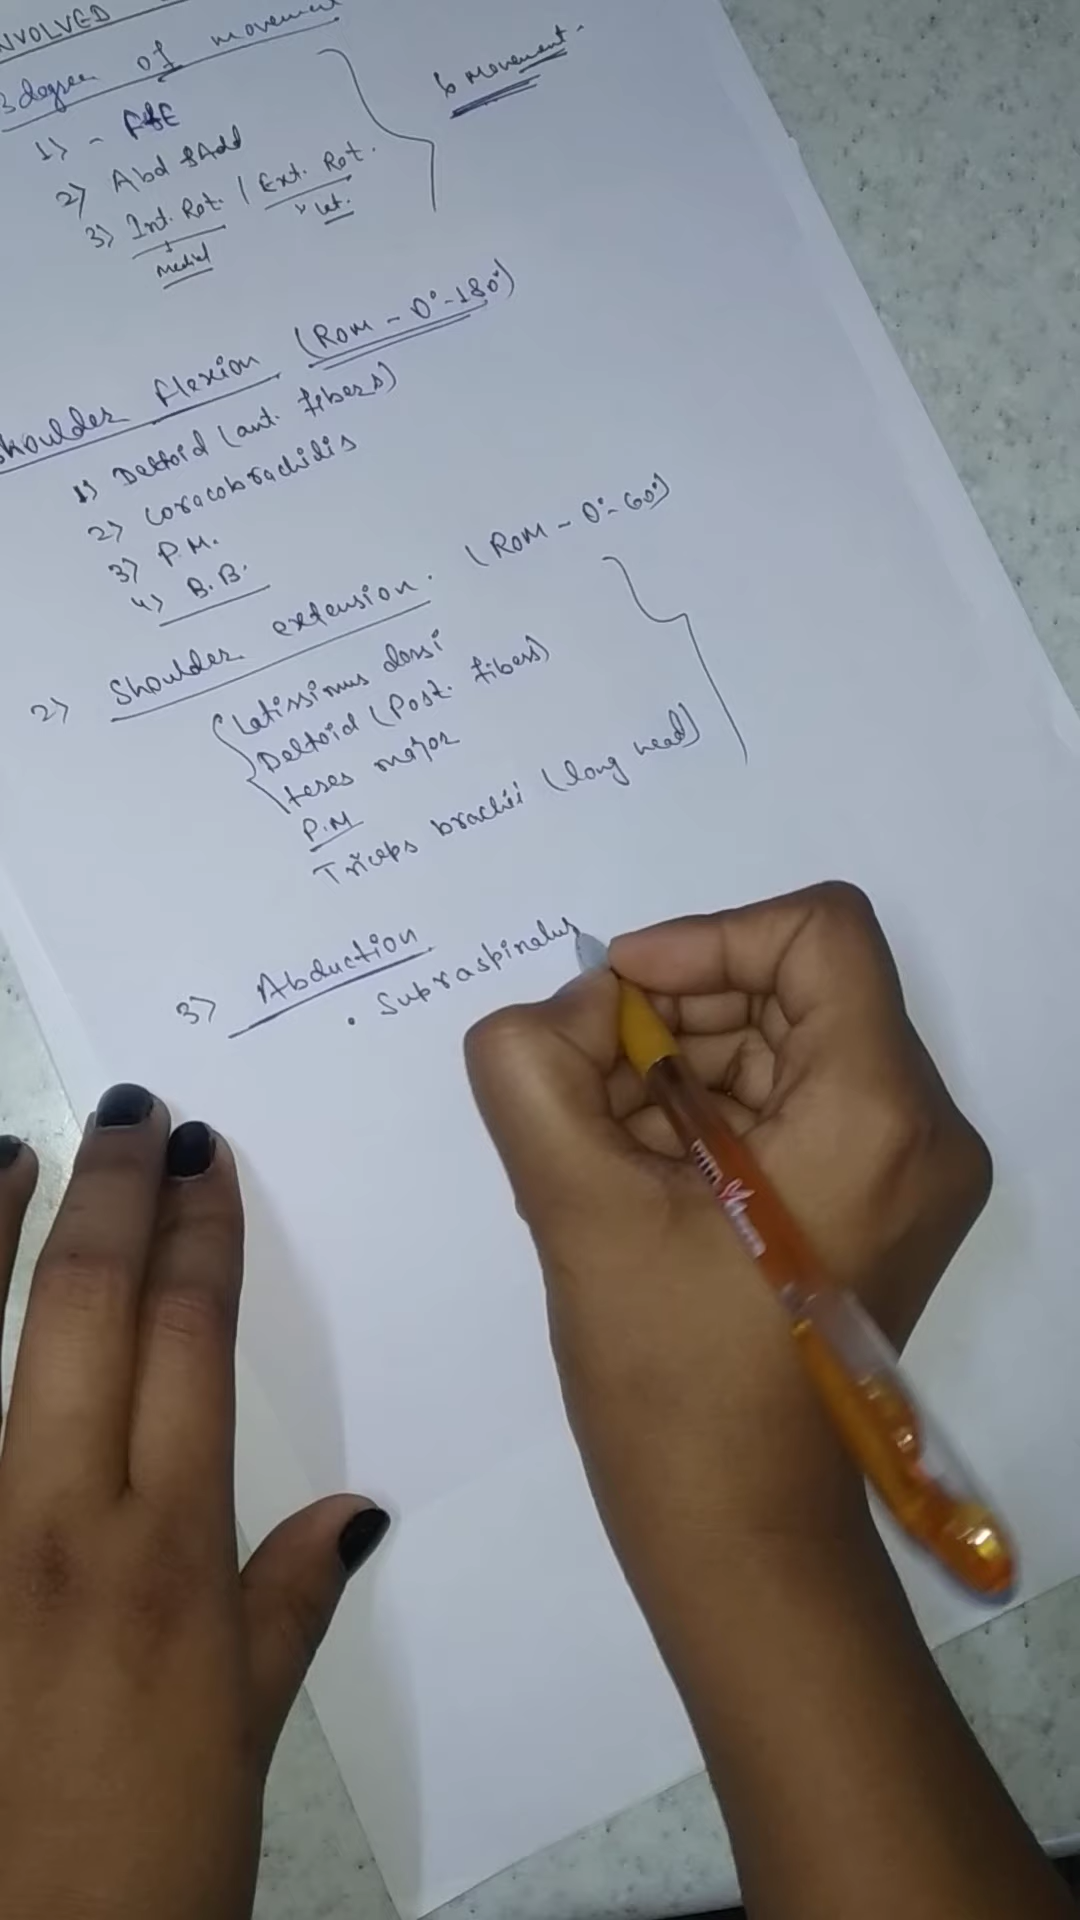 NVOLVED
3 degree of movement
1) - F&E
2) Abd & Add
3) Int. Rot. / Ext. Rot.
Medial
Lat.
6 movement.
Shoulder flexion (ROM - 0°-180°)
1) Deltoid (ant. fibers)
2) Coracobrachilis
3) P.M.
4) B.B.
2) Shoulder extension. (ROM - 0°-60°)
Latissimus dorsi
Deltoid (Post. fibers)
teres major
P.M
Triceps brachii (long head)
3) Abduction
• Supraspinatus